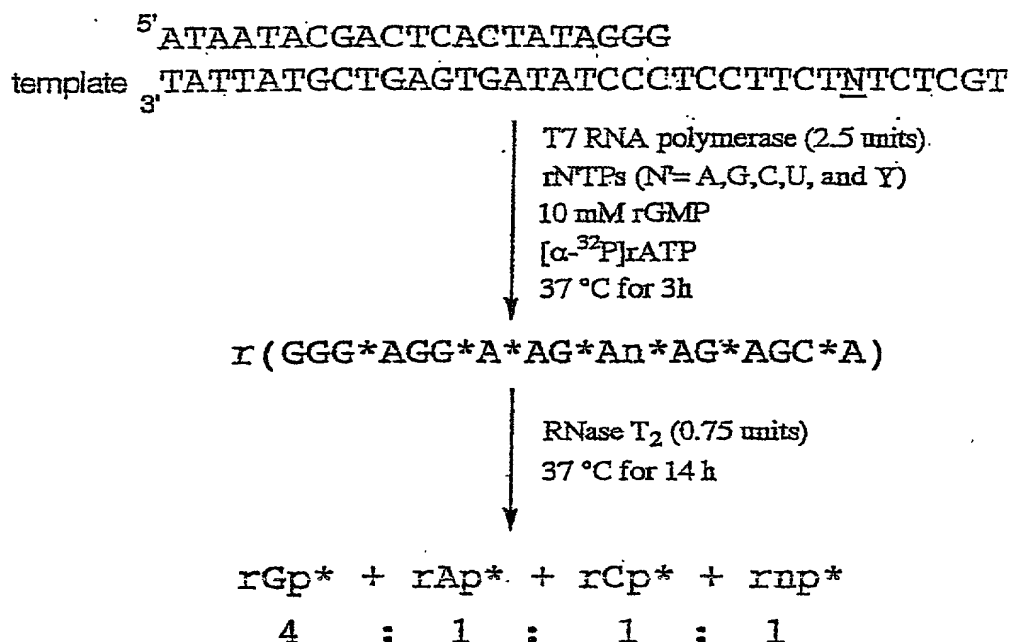 5' ATAATACGACTCACTATAGGG
template 3' TATTATGCTGAGTGATATCCCTCCTTCTNTCTCGT
T7 RNA polymerase (2.5 units)
rNTPs (N= A,G,C,U, and Y)
10 mM rGMP
[α-³²P]rATP
37 °C for 3h
r(GGG*AGG*A*AG*An*AG*AGC*A)
RNase T₂ (0.75 units)
37 °C for 14 h
rGp* + rAp* + rCp* + rnp*
4 : 1 : 1 : 1